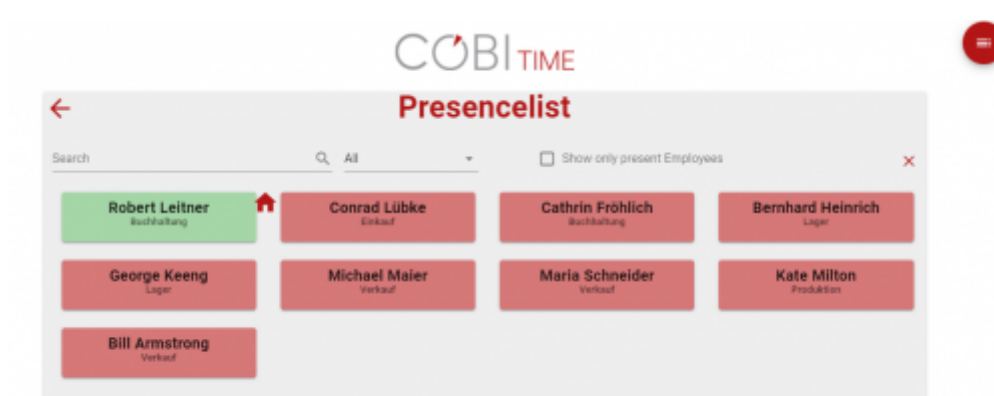 COBI TIME
Presencelist
Search All Show only present Employees
Robert Leitner Conrad Lübke Cathrin Fröhlich Bernhard Heinrich
Buchhaltung Einkauf Buchhaltung Lager
George Keeng Michael Maier Maria Schneider Kate Milton
Lager Verkauf Verkauf Produktion
Bill Armstrong
Verkauf